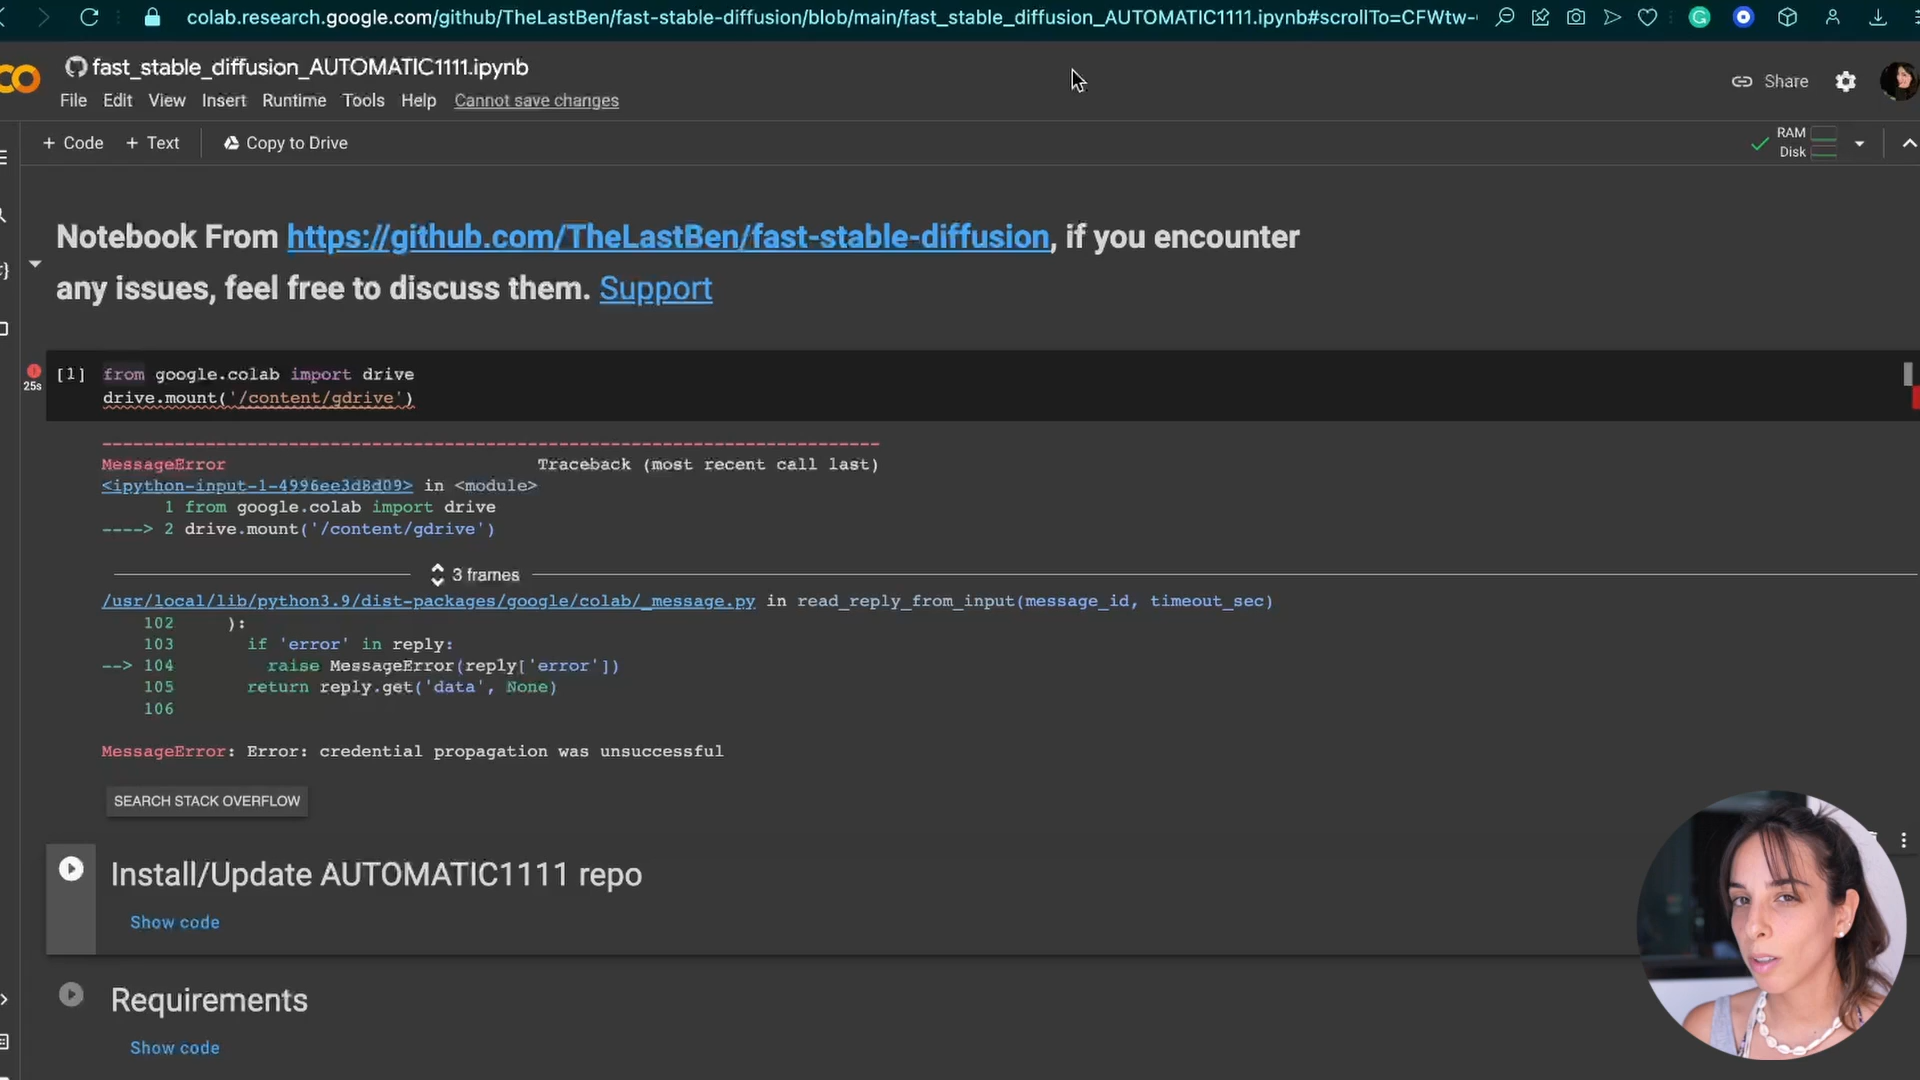 colab.research.google.com/github/TheLastBen/fast-stable-diffusion/blob/main/fast_stable_diffusion_AUTOMATIC1111.ipynb#scrollTo=CFWtw-
fast_stable_diffusion_AUTOMATIC1111.ipynb
Share
File Edit View Insert Runtime Tools Help Cannot save changes
+ Code + Text Copy to Drive
RAM
Disk
Notebook From https://github.com/TheLastBen/fast-stable-diffusion, if you encounter
any issues, feel free to discuss them. Support
25s
[1] from google.colab import drive
drive.mount('/content/gdrive')
---------------------------------------------------------------------------
MessageError Traceback (most recent call last)
<ipython-input-1-4996ee3d8d09> in <module>
1 from google.colab import drive
----> 2 drive.mount('/content/gdrive')
3 frames
/usr/local/lib/python3.9/dist-packages/google/colab/_message.py in read_reply_from_input(message_id, timeout_sec)
102 ):
103 if 'error' in reply:
--> 104 raise MessageError(reply['error'])
105 return reply.get('data', None)
106
MessageError: Error: credential propagation was unsuccessful
SEARCH STACK OVERFLOW
Install/Update AUTOMATIC1111 repo
Show code
Requirements
Show code